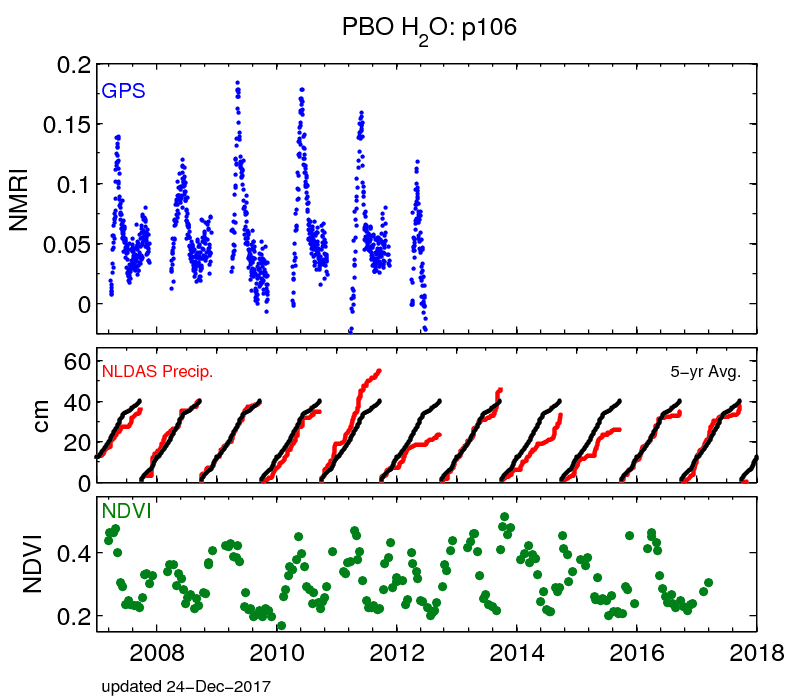 PBO H2O: p106
GPS
NMRI
0.2
0.15
0.1
0.05
0
NLDAS Precip.
5−yr Avg.
cm
60
40
20
0
NDVI
NDVI
0.4
0.2
2008 2010 2012 2014 2016 2018
updated 24−Dec−2017